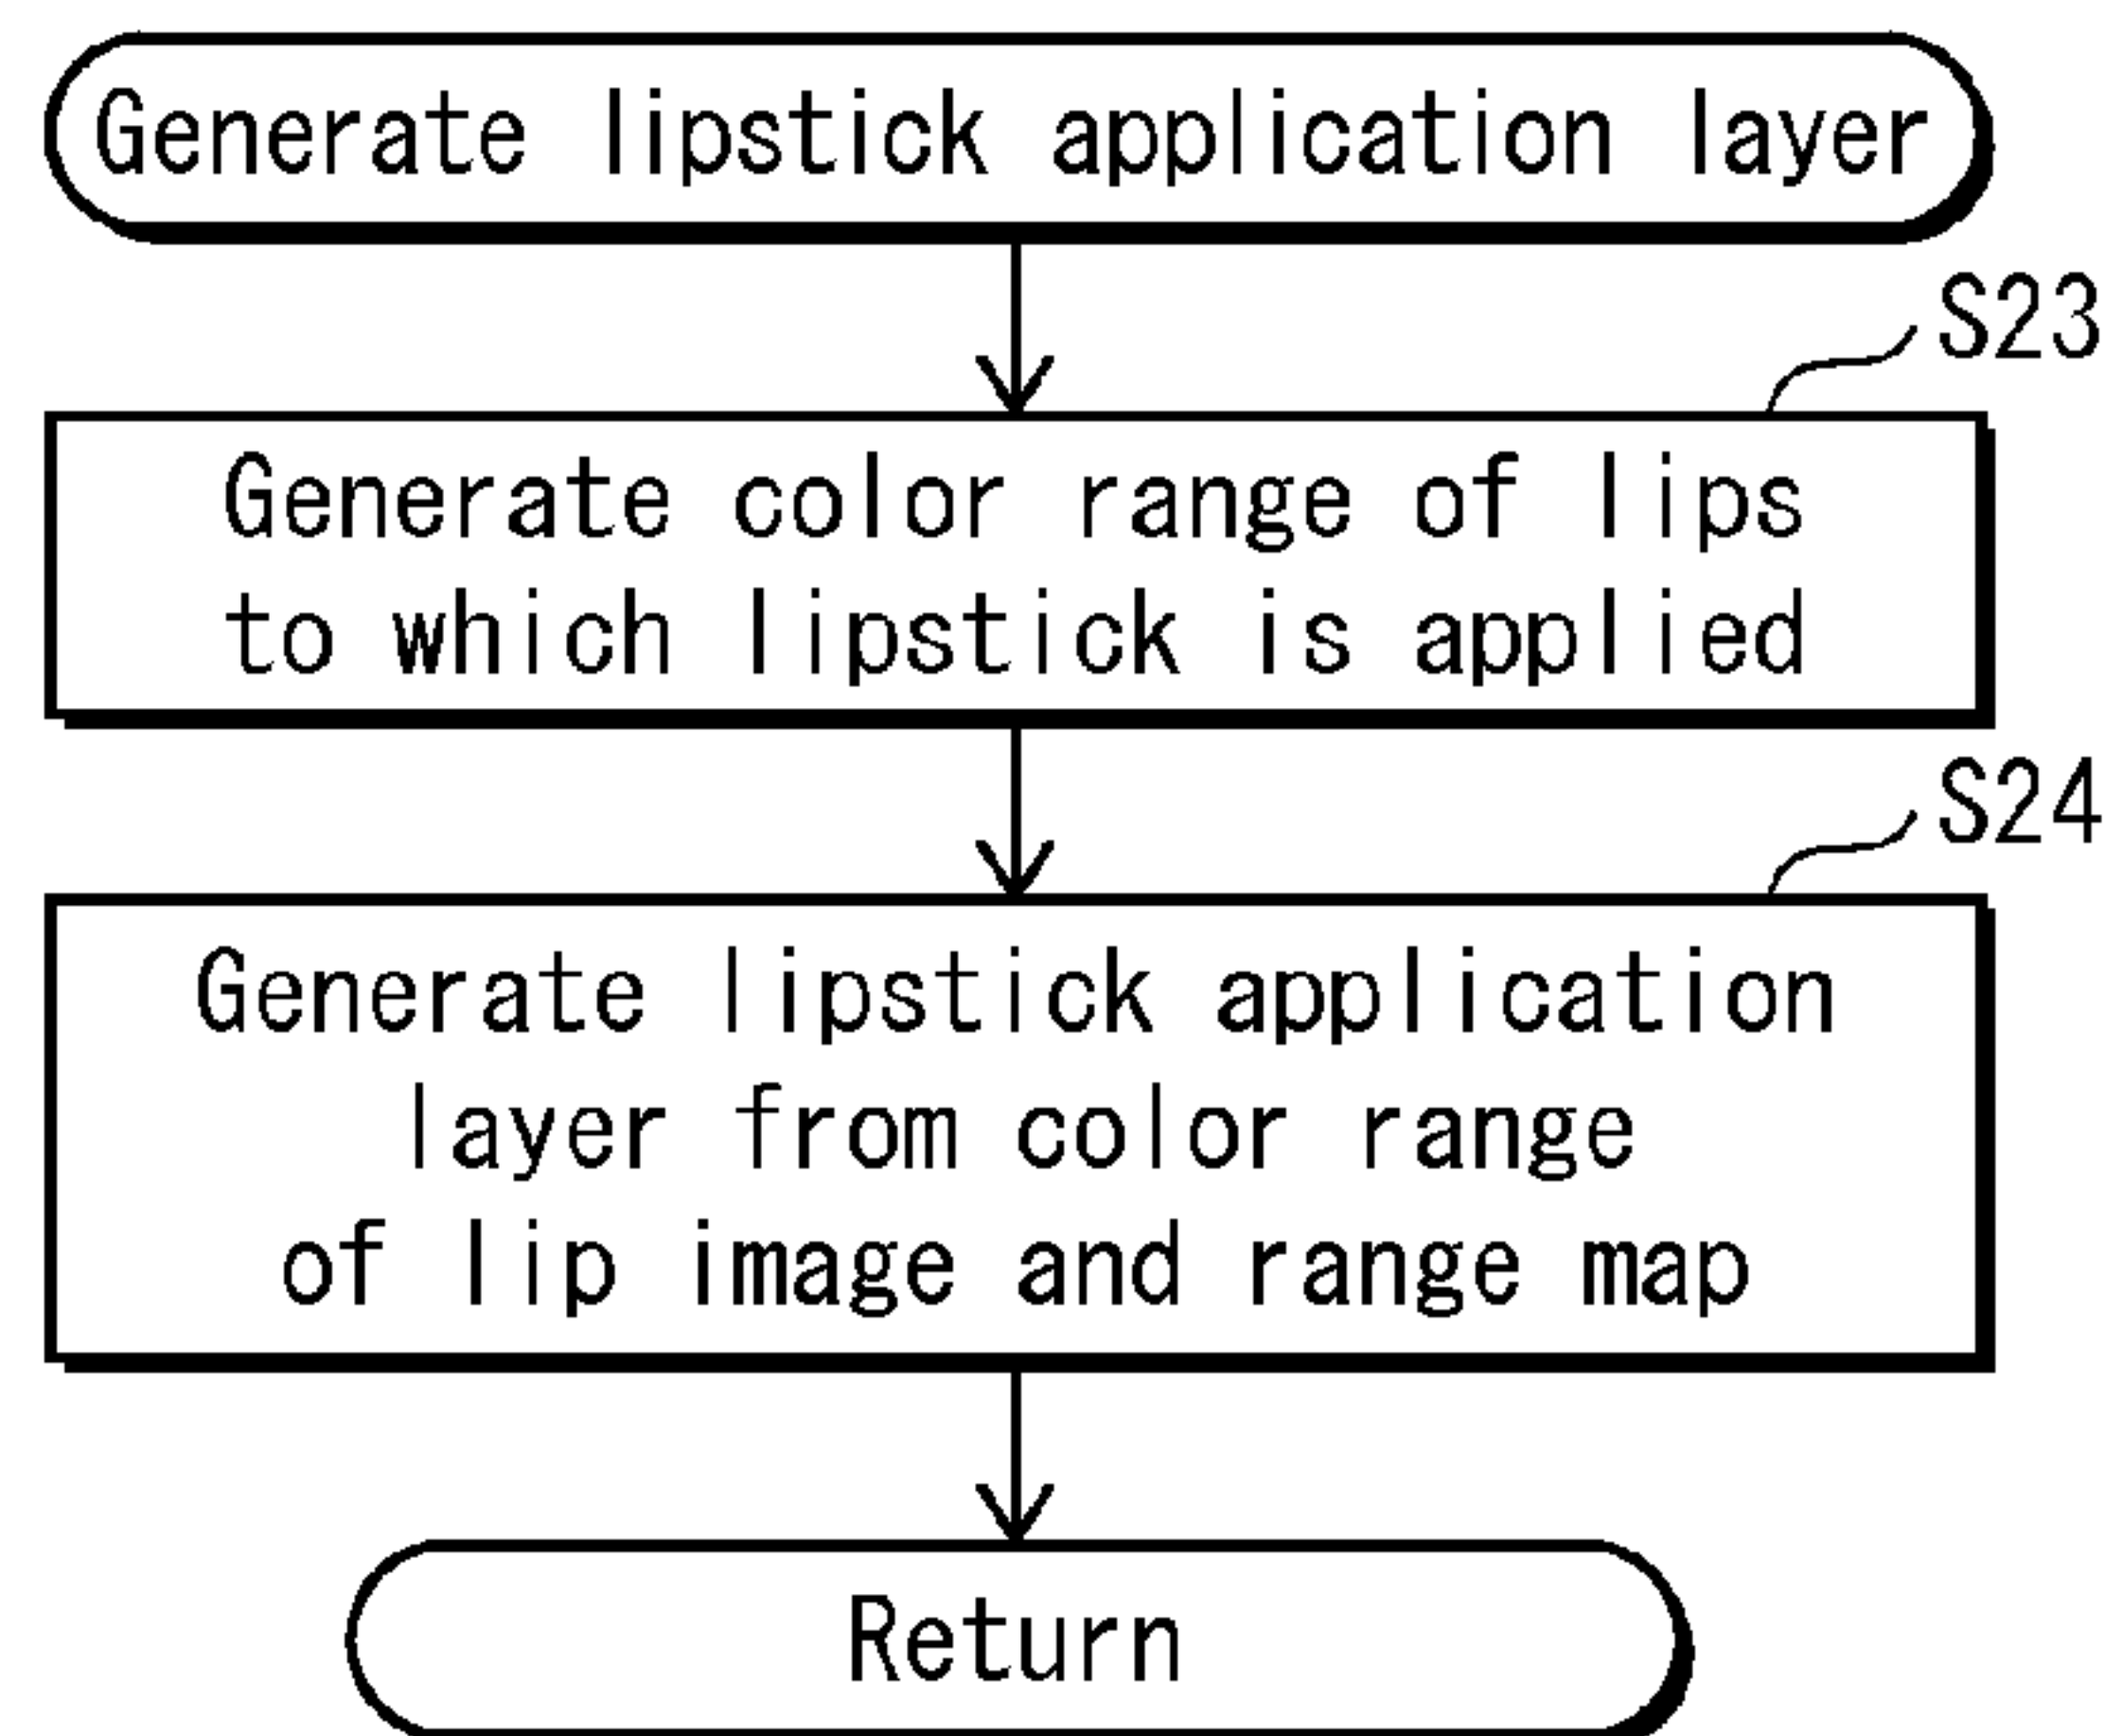 Generate lipstick application layer
S23
Generate color range of lips
to which lipstick is applied
S24
Generate lipstick application
layer from color range
of lip image and range map
Return